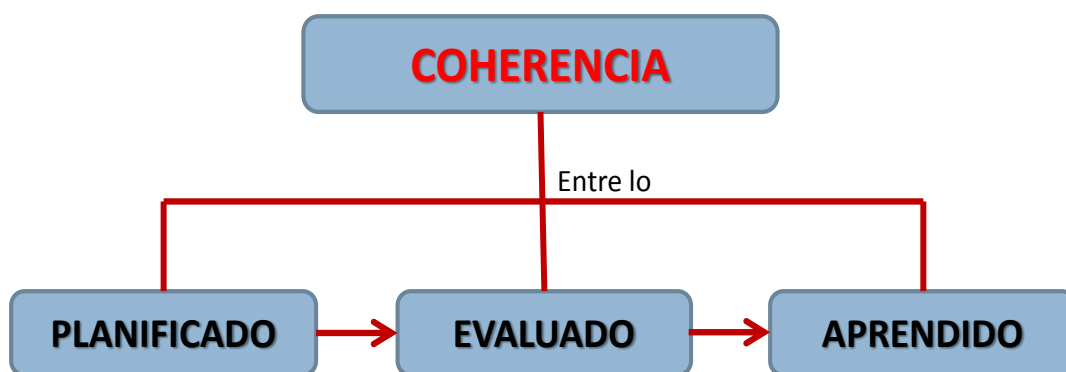 COHERENCIA
Entre lo
PLANIFICADO
EVALUADO
APRENDIDO